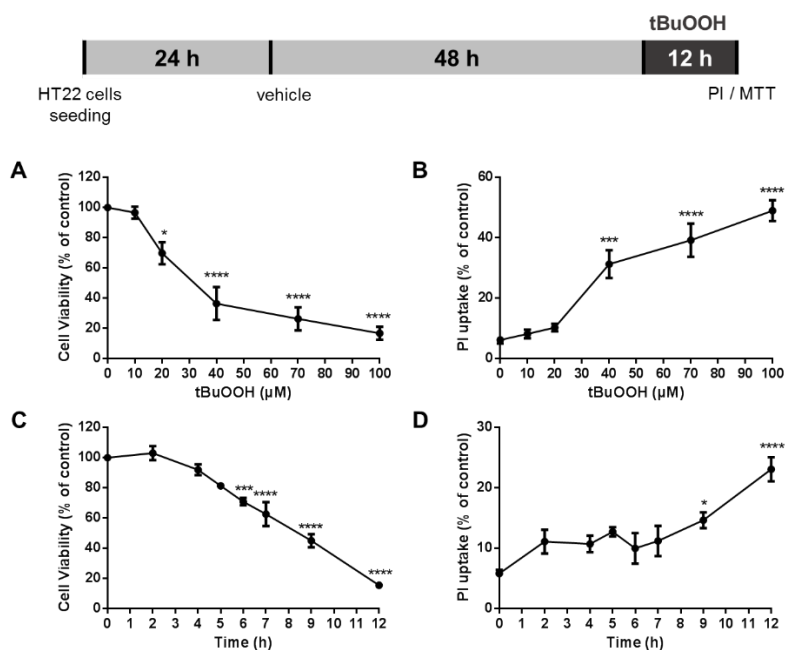 tBuOOH
24 h 48 h 12 h
HT22 cells seeding vehicle PI / MTT
A
Cell Viability (% of control)
120
100
80
60
40
20
0
*
****
****
****
0 10 20 30 40 50 60 70 80 90 100
tBuOOH (μM)
B
PI uptake (% of control)
60
40
20
0
***
****
****
0 10 20 30 40 50 60 70 80 90 100
tBuOOH (μM)
C
Cell Viability (% of control)
120
100
80
60
40
20
0
***
****
****
****
0 1 2 3 4 5 6 7 8 9 10 11 12
Time (h)
D
PI uptake (% of control)
30
20
10
0
*
****
0 1 2 3 4 5 6 7 8 9 10 11 12
Time (h)